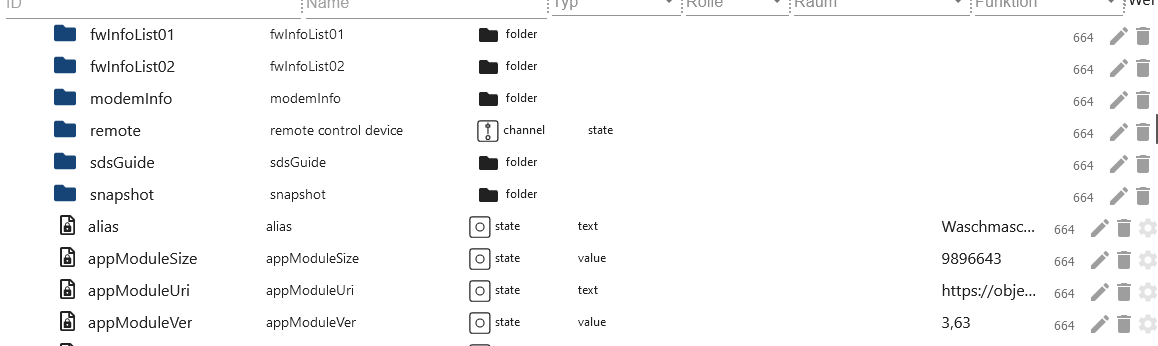 ID Name Typ Rolle Raum Funktion Wer
fwInfoList01 fwInfoList01 folder 664
fwInfoList02 fwInfoList02 folder 664
modemInfo modemInfo folder 664
remote remote control device channel state 664
sdsGuide sdsGuide folder 664
snapshot snapshot folder 664
alias alias state text Waschmasc... 664
appModuleSize appModuleSize state value 9896643 664
appModuleUri appModuleUri state text https://obje... 664
appModuleVer appModuleVer state value 3,63 664